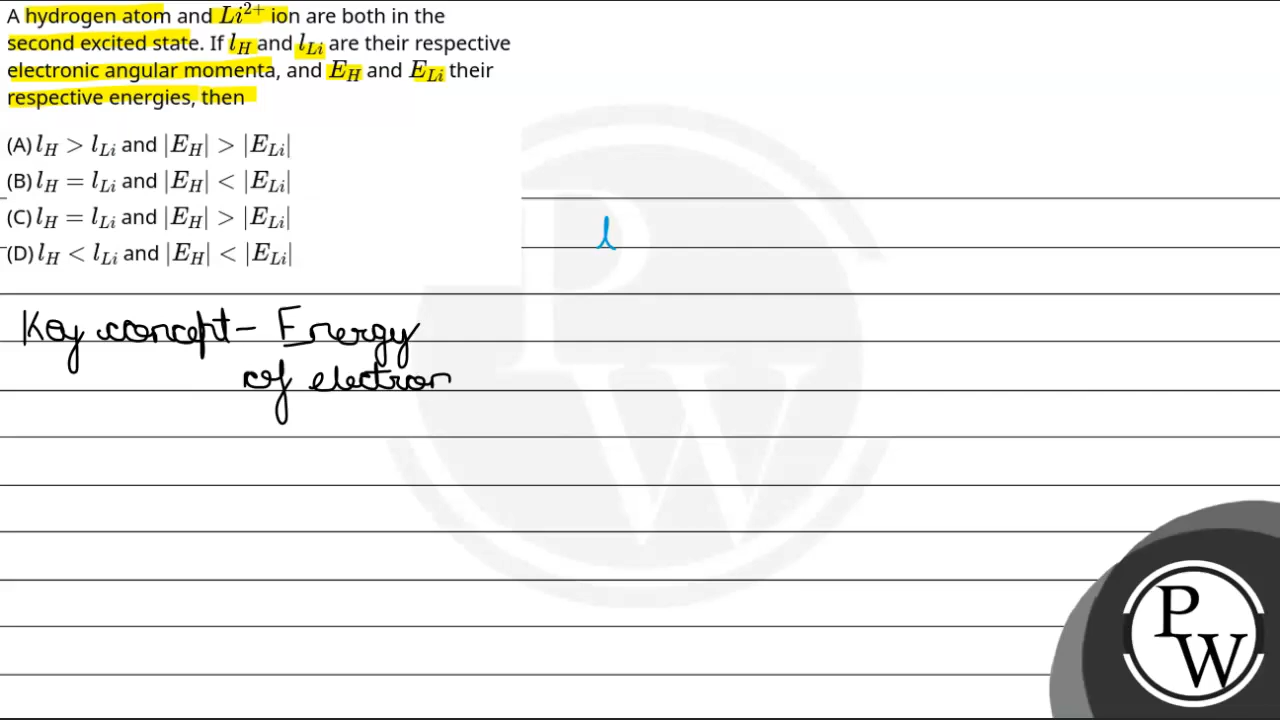 A hydrogen atom and Li²⁺ ion are both in the
second excited state. If l_H and l_Li are their respective
electronic angular momenta, and E_H and E_Li their
respective energies, then
(A) l_H > l_Li and |E_H| > |E_Li|
(B) l_H = l_Li and |E_H| < |E_Li|
(C) l_H = l_Li and |E_H| > |E_Li|
(D) l_H < l_Li and |E_H| < |E_Li|
l
Key concept - Energy
of electron
PW
PW